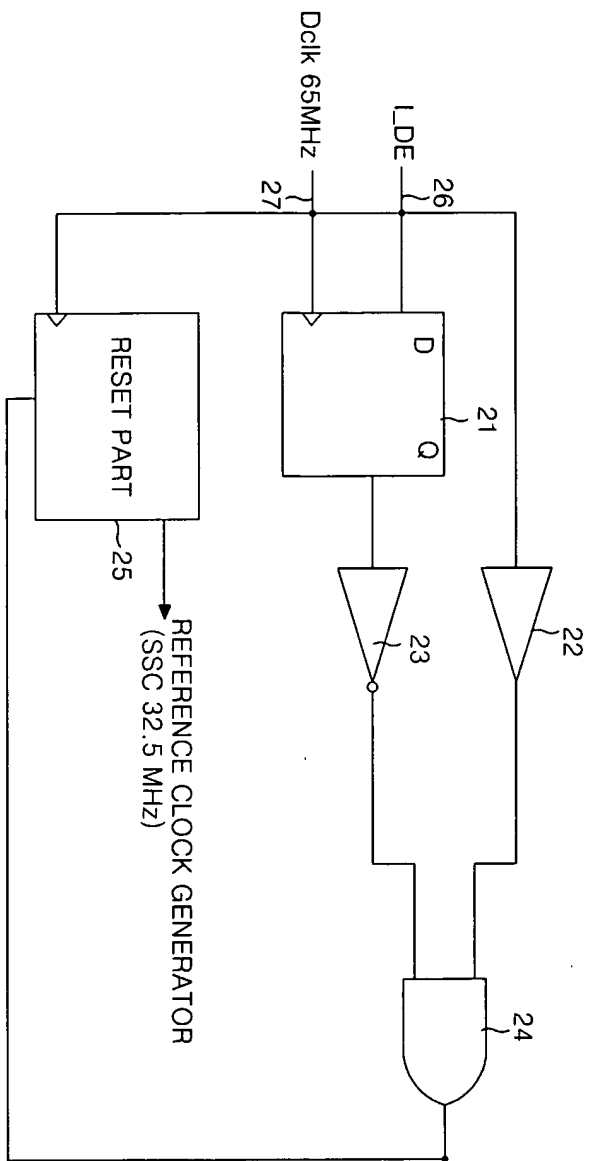 Dclk 65MHz
I_DE
27
26
D
Q
21
22
23
24
RESET PART
25
REFERENCE CLOCK GENERATOR
(SSC 32.5 MHz)